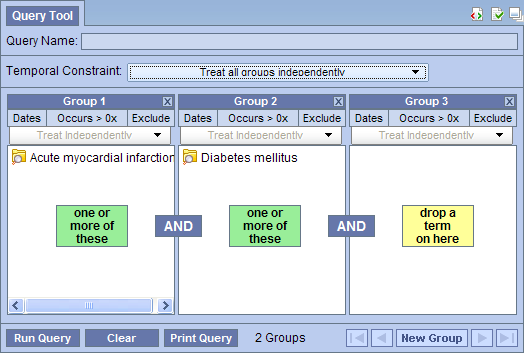 Query Tool
Query Name:
Temporal Constraint: Treat all groups independently
Group 1 X Group 2 X Group 3 X
Dates Occurs > 0x Exclude Dates Occurs > 0x Exclude Dates Occurs > 0x Exclude
Treat Independently Treat Independently Treat Independently
Acute myocardial infarction Diabetes mellitus
one or one or drop a
more of AND more of AND term
these these on here
Run Query Clear Print Query 2 Groups New Group